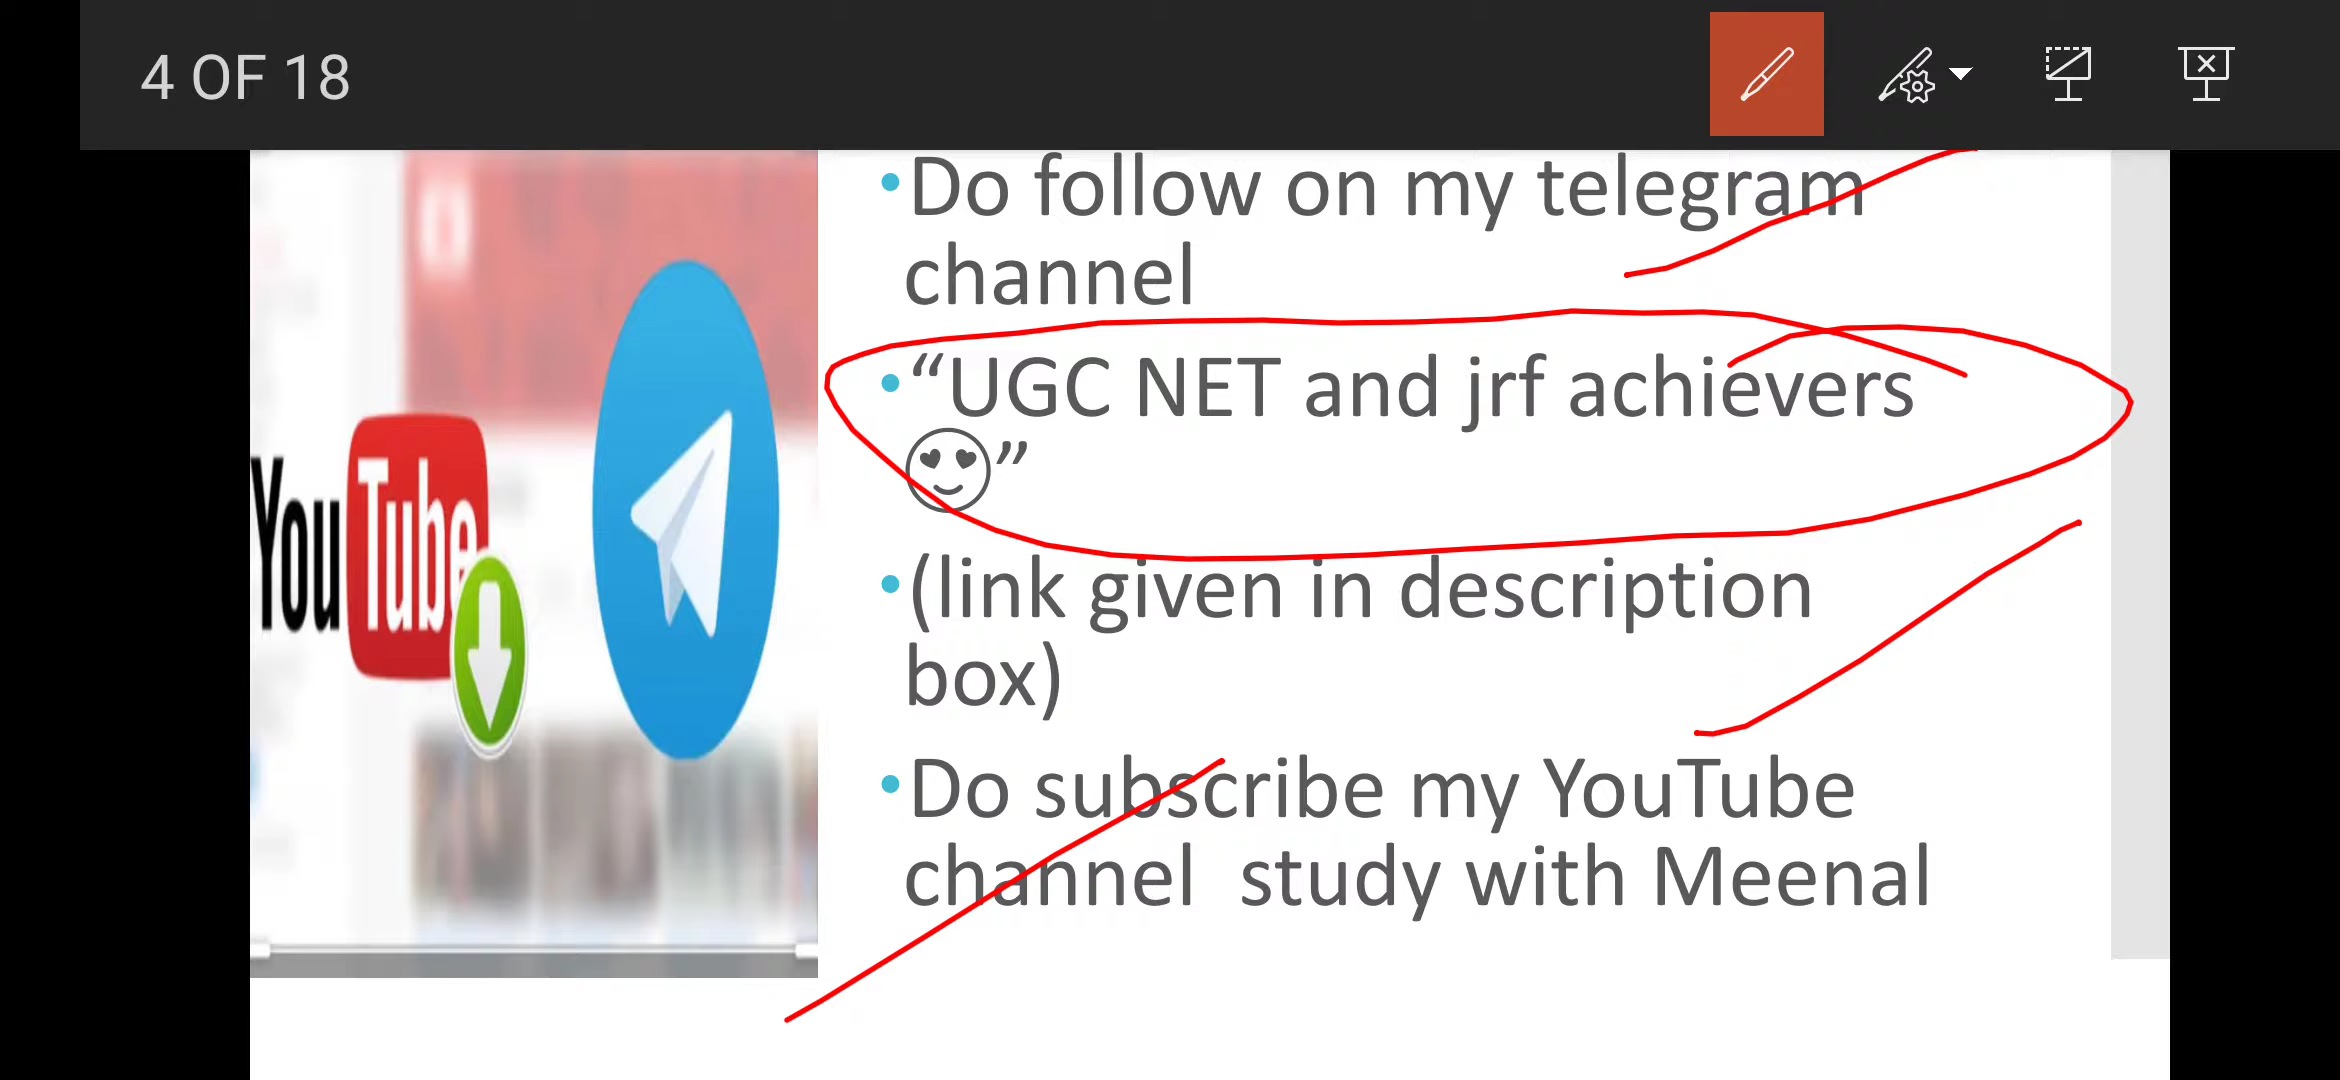 4 OF 18
•Do follow on my telegram
channel
•“UGC NET and jrf achievers
😍”
•(link given in description
box)
•Do subscribe my YouTube
channel  study with Meenal
YouTube